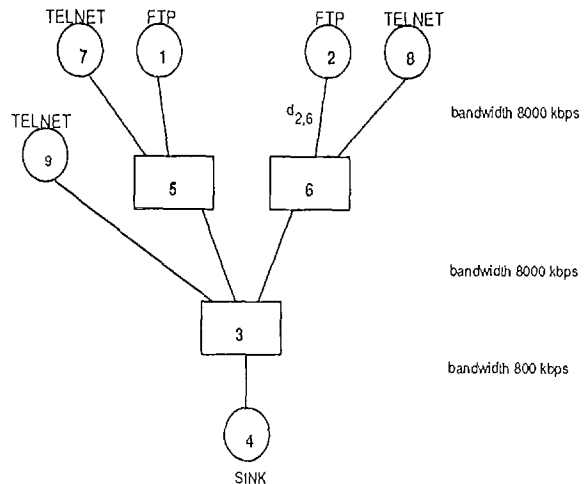 TELNET FTP FTP TELNET
7 1 2 8
d2,6
bandwidth 8000 kbps
TELNET
9
5 6
bandwidth 8000 kbps
3
bandwidth 800 kbps
4
SINK